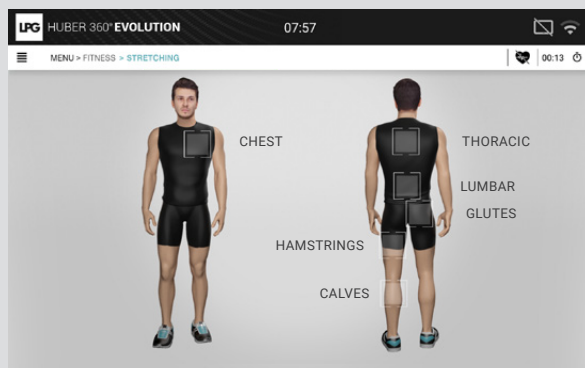 LPG HUBER 360° EVOLUTION 07:57
MENU > FITNESS > STRETCHING 00:13
CHEST
THORACIC
LUMBAR
GLUTES
HAMSTRINGS
CALVES